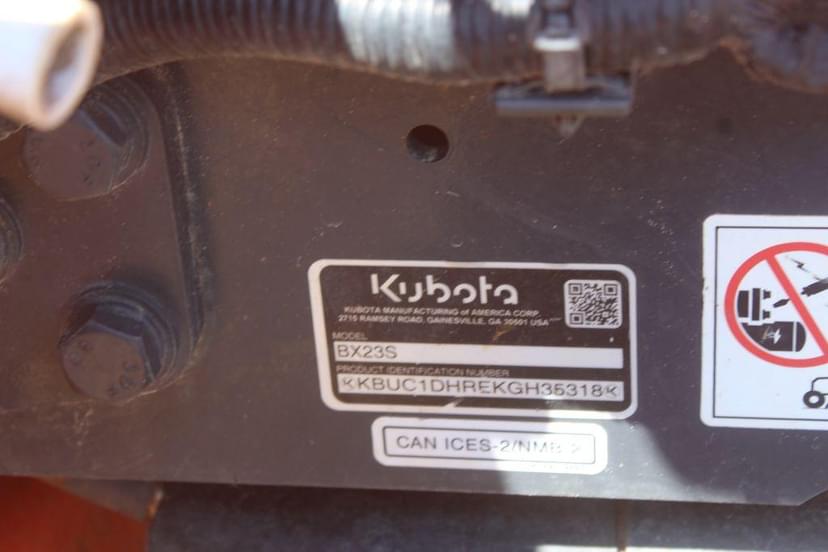 Kubota
KUBOTA MANUFACTURING of AMERICA CORP.
2715 RAMSEY ROAD, GAINESVILLE, GA 30501 USA
MODEL
BX23S
PRODUCT IDENTIFICATION NUMBER
KBUC1DHREKGH35318
CAN ICES-2/NMB-2